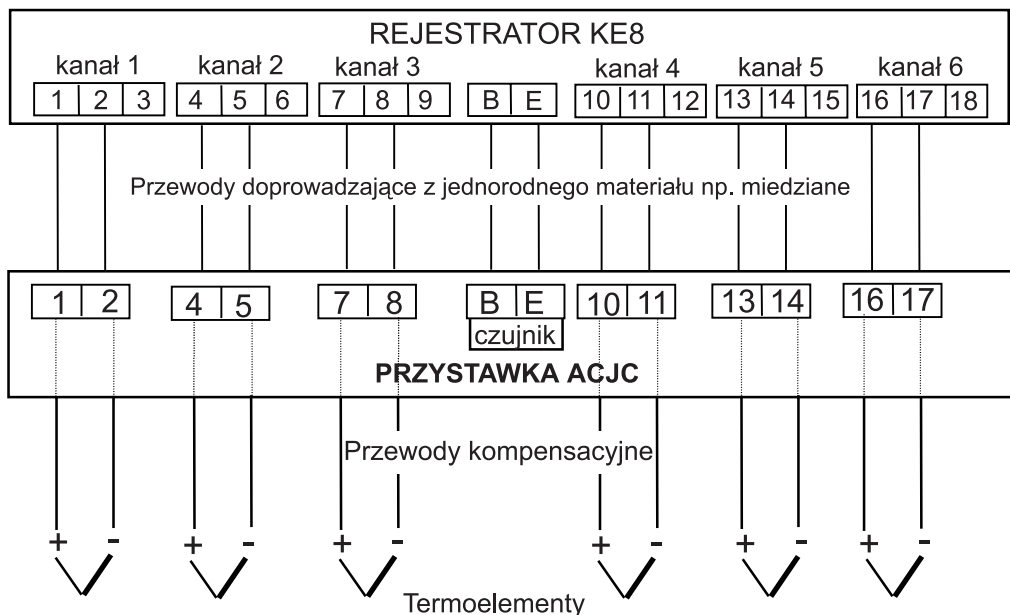 REJESTRATOR KE8
kanał 1 kanał 2 kanał 3 kanał 4 kanał 5 kanał 6
1 2 3 4 5 6 7 8 9 B E 10 11 12 13 14 15 16 17 18
Przewody doprowadzające z jednorodnego materiału np. miedziane
1 2 4 5 7 8 B E 10 11 13 14 16 17
czujnik
PRZYSTAWKA ACJC
Przewody kompensacyjne
+ - + - + - + - + - + -
Termoelementy